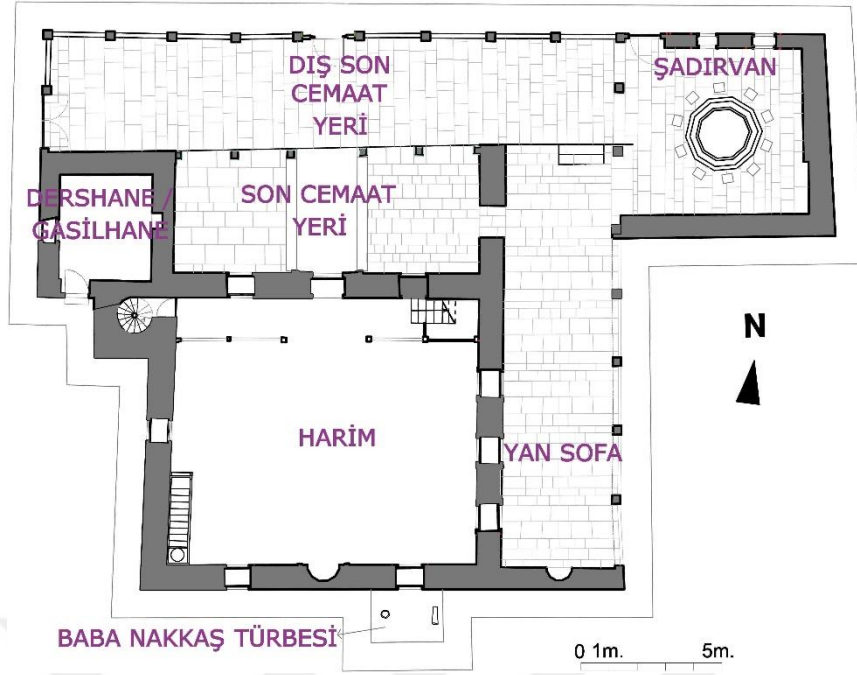 DIŞ SON
CEMAAT
YERİ
ŞADIRVAN
DERSHANE /
GASİLHANE
SON CEMAAT
YERİ
N
HARİM
YAN SOFA
BABA NAKKAŞ TÜRBESİ
0 1m. 5m.